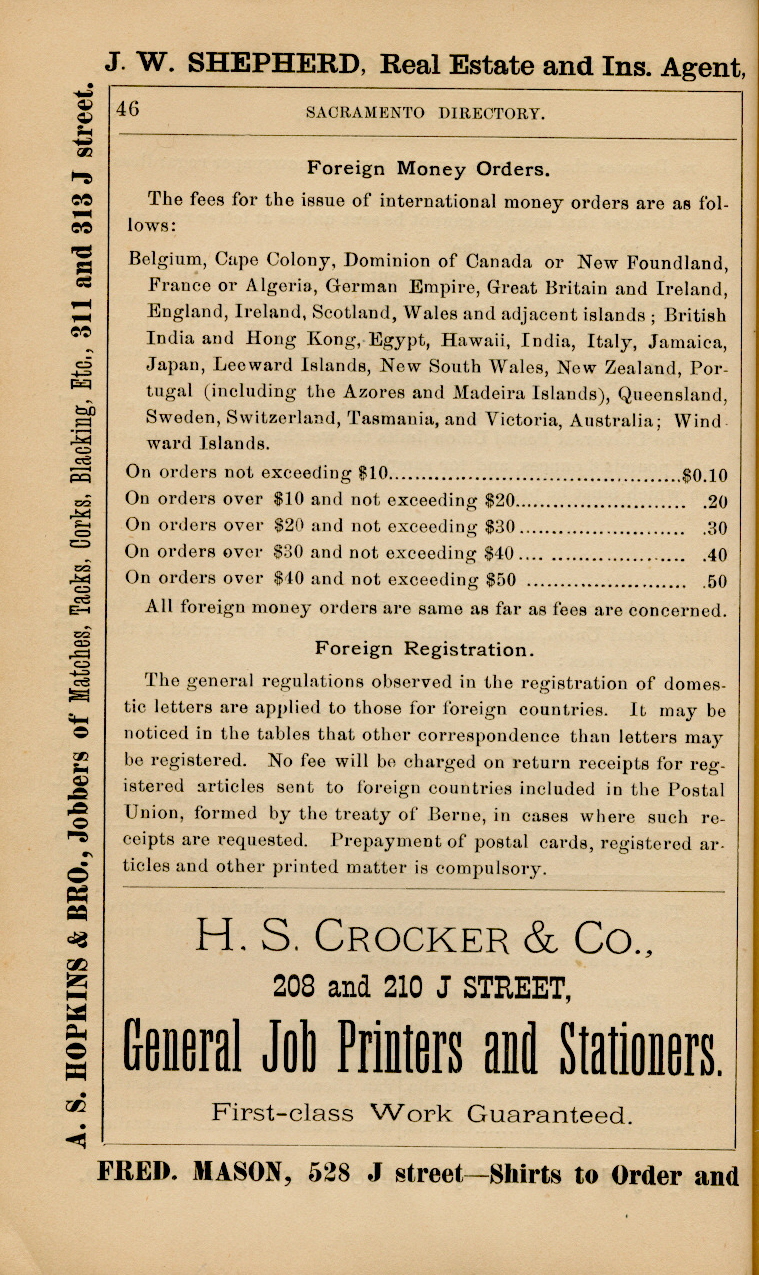 J. W. SHEPHERD, Real Estate and Ins. Agent,
A. S. HOPKINS & BRO., Jobbers of Matches, Tacks, Corks, Blacking, Etc., 311 and 313 J street.
46 SACRAMENTO DIRECTORY.
Foreign Money Orders.
The fees for the issue of international money orders are as fol-
lows:
Belgium, Cape Colony, Dominion of Canada or New Foundland,
France or Algeria, German Empire, Great Britain and Ireland,
England, Ireland, Scotland, Wales and adjacent islands; British
India and Hong Kong, Egypt, Hawaii, India, Italy, Jamaica,
Japan, Leeward Islands, New South Wales, New Zealand, Por-
tugal (including the Azores and Madeira Islands), Queensland,
Sweden, Switzerland, Tasmania, and Victoria, Australia; Wind-
ward Islands.
On orders not exceeding $10............................................$0.10
On orders over $10 and not exceeding $20.......................... .20
On orders over $20 and not exceeding $30......................... .30
On orders over $30 and not exceeding $40.... .................... .40
On orders over $40 and not exceeding $50 ........................ .50
All foreign money orders are same as far as fees are concerned.
Foreign Registration.
The general regulations observed in the registration of domes-
tic letters are applied to those for foreign countries. It may be
noticed in the tables that other correspondence than letters may
be registered. No fee will be charged on return receipts for reg-
istered articles sent to foreign countries included in the Postal
Union, formed by the treaty of Berne, in cases where such re-
ceipts are requested. Prepayment of postal cards, registered ar-
ticles and other printed matter is compulsory.
H. S. CROCKER & CO.,
208 and 210 J STREET,
General Job Printers and Stationers.
First-class Work Guaranteed.
FRED. MASON, 528 J street—Shirts to Order and